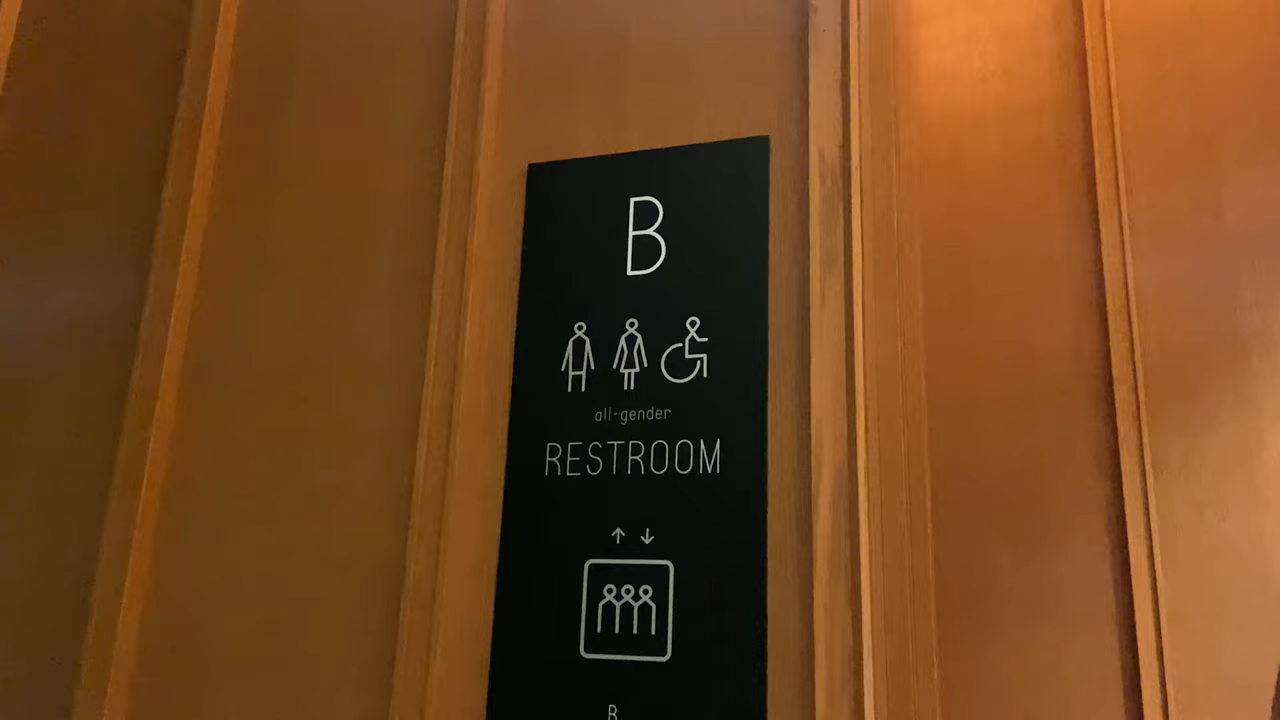 B
all-gender
RESTROOM
↑ ↓
B